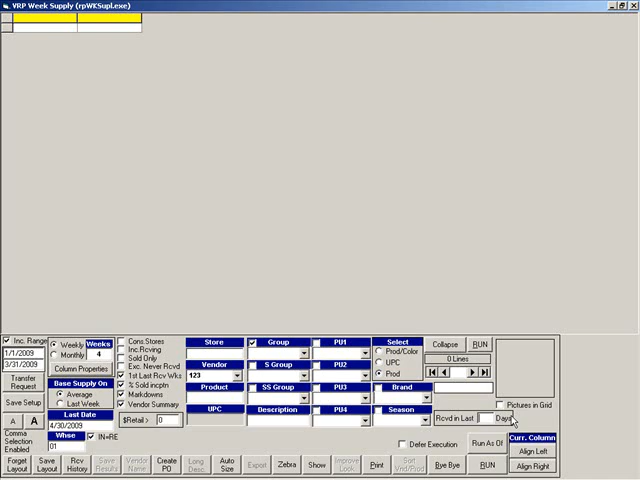 VRP Week Supply (rpWKSupl.exe)
Inc. Range
1/1/2009
3/31/2009
Transfer
Request
Save Setup
A A
Comma
Selection
Enabled
Weekly
Monthly
Weeks
4
Column Properties
Base Supply On
Average
Last Week
Last Date
4/30/2009
Whse
01
IN=RE
Cons.Stores
Inc.Rcving
Sold Only
Exc. Never Rcvd
1st Last Rcv Wks
% Sold incptn
Markdowns
Vendor Summary
$Retail > 0
Store
Vendor
123
Product
UPC
Group
S Group
SS Group
Description
PU1
PU2
PU3
PU4
Select
Prod/Color
UPC
Prod
Brand
Season
Collapse
RUN
0 Lines
Rcvd in Last Days
Pictures in Grid
Defer Execution
Run As Of
Curr. Column
Align Left
Align Right
Forget
Layout
Save
Layout
Rcv
History
Save
Results
Vendor
Name
Create
PO
Long
Desc.
Auto
Size
Export
Zebra
Show
Improve
Look
Print
Sort
Vnd/Prod
Bye Bye
RUN